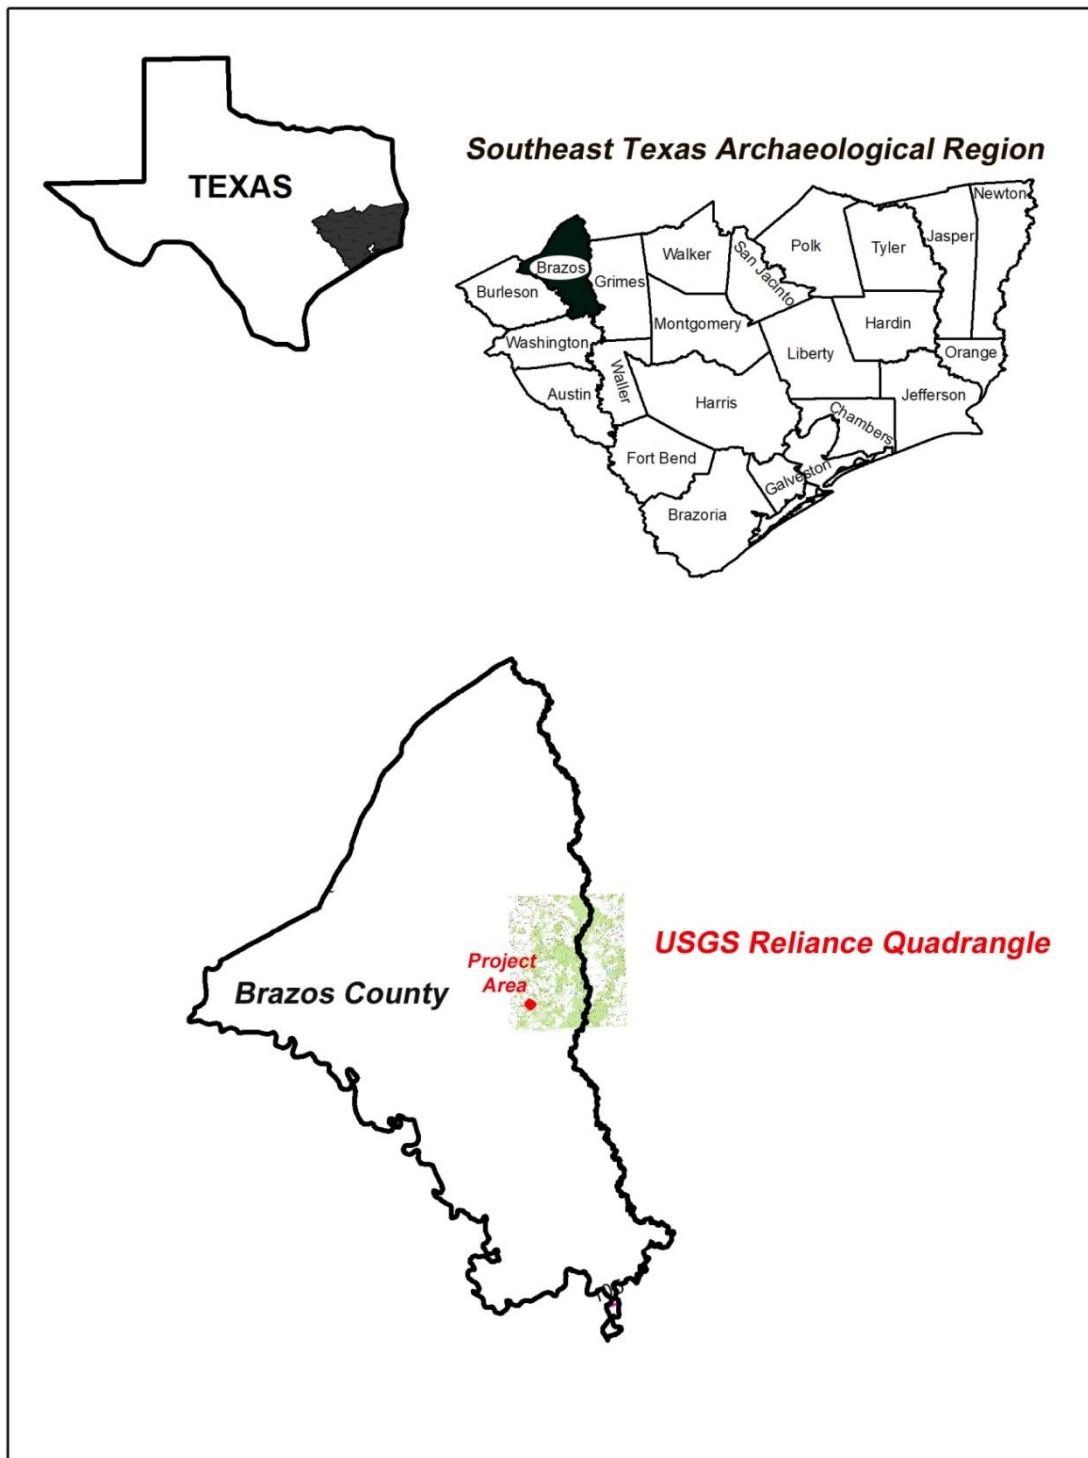 TEXAS
Southeast Texas Archaeological Region
Newton
Jasper
Polk
Tyler
Walker
San Jacinto
Brazos
Grimes
Burleson
Montgomery
Hardin
Washington
Liberty
Orange
Waller
Austin
Harris
Jefferson
Chambers
Fort Bend
Galveston
Brazoria
USGS Reliance Quadrangle
Project
Area
Brazos County